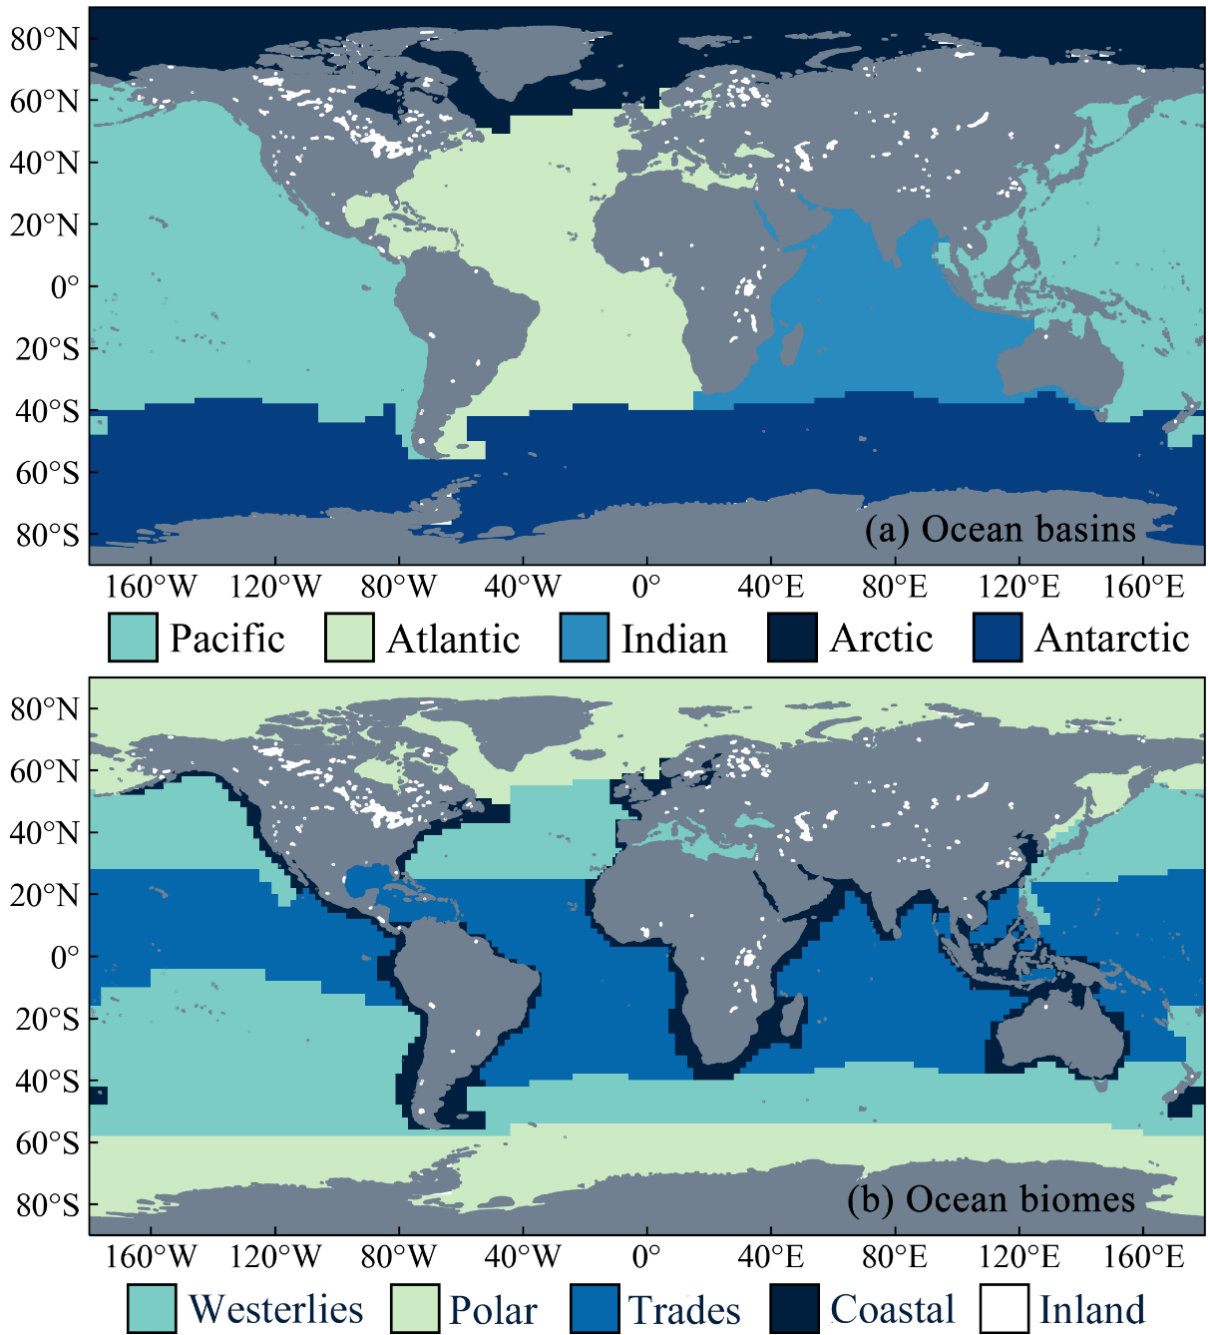 80°N
60°N
40°N
20°N
0°
20°S
40°S
60°S
80°S
(a) Ocean basins
160°W 120°W 80°W 40°W 0° 40°E 80°E 120°E 160°E
Pacific Atlantic Indian Arctic Antarctic
80°N
60°N
40°N
20°N
0°
20°S
40°S
60°S
80°S
(b) Ocean biomes
160°W 120°W 80°W 40°W 0° 40°E 80°E 120°E 160°E
Westerlies Polar Trades Coastal Inland